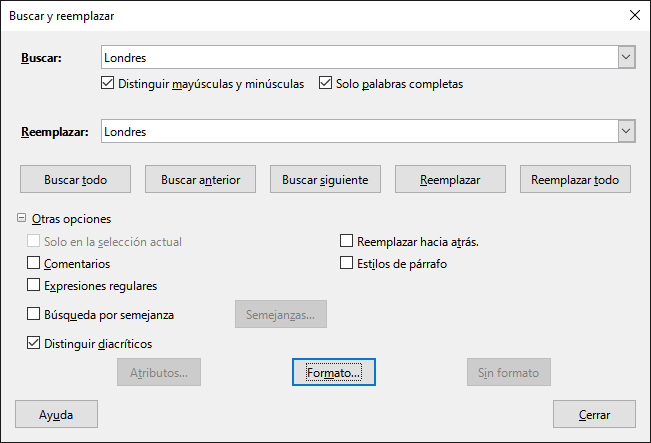 Buscar y reemplazar
Buscar: Londres
Distinguir mayúsculas y minúsculas Solo palabras completas
Reemplazar: Londres
Buscar todo Buscar anterior Buscar siguiente Reemplazar Reemplazar todo
Otras opciones
Solo en la selección actual Reemplazar hacia atrás.
Comentarios Estilos de párrafo
Expresiones regulares
Búsqueda por semejanza Semejanzas...
Distinguir diacríticos
Atributos... Formato... Sin formato
Ayuda Cerrar